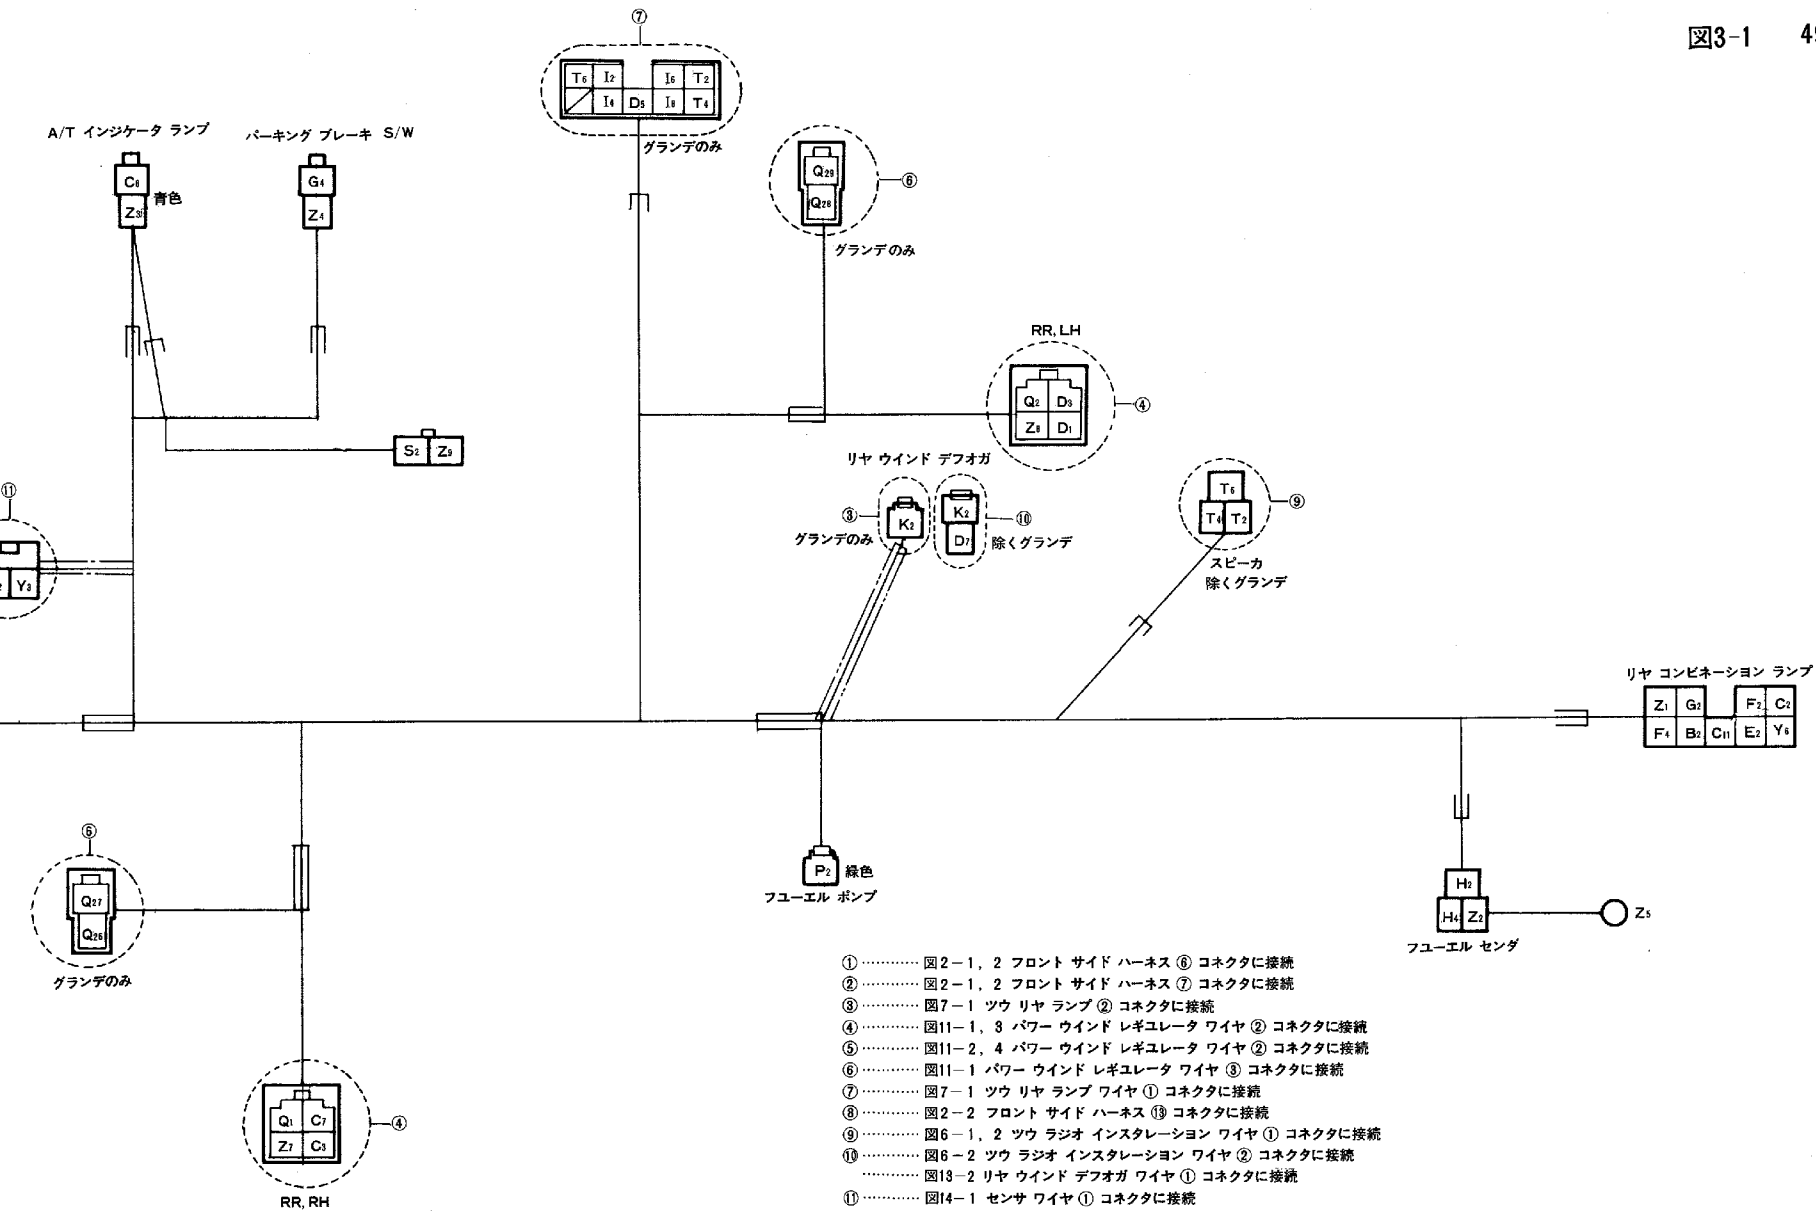 図3-1
⑦
T6 I2 I6 T2
I4 D5 I8 T4
グランデのみ
A/T インジケータ ランプ
パーキング ブレーキ S/W
C8
Z3
青色
G4
Z4
Q29
Q28
⑥
グランデのみ
RR, LH
Q2 D3
Z8 D1
④
S2 Z9
リヤ ウインド デフオガ
③
K2
グランデのみ
K2
D7
⑩
除くグランデ
T6
T4 T2
⑨
スピーカ
除くグランデ
⑪
Y3
リヤ コンビネーション ランプ
Z1 G2 F2 C2
F4 B2 C11 E2 Y6
⑥
Q27
Q26
グランデのみ
P2
緑色
フユーエル ポンプ
H2
H4 Z2
Z5
フユーエル センダ
Q1 C7
Z7 C3
④
RR, RH
①………… 図2-1, 2 フロント サイド ハーネス ⑥ コネクタに接続
②………… 図2-1, 2 フロント サイド ハーネス ⑦ コネクタに接続
③………… 図7-1 ツウ リヤ ランプ ② コネクタに接続
④………… 図11-1, 3 パワー ウインド レギユレータ ワイヤ ② コネクタに接続
⑤………… 図11-2, 4 パワー ウインド レギユレータ ワイヤ ② コネクタに接続
⑥………… 図11-1 パワー ウインド レギユレータ ワイヤ ③ コネクタに接続
⑦………… 図7-1 ツウ リヤ ランプ ワイヤ ① コネクタに接続
⑧………… 図2-2 フロント サイド ハーネス ⑬ コネクタに接続
⑨………… 図6-1, 2 ツウ ラジオ インスタレーション ワイヤ ① コネクタに接続
⑩………… 図6-2 ツウ ラジオ インスタレーション ワイヤ ② コネクタに接続
………… 図13-2 リヤ ウインド デフオガ ワイヤ ① コネクタに接続
⑪………… 図14-1 センサ ワイヤ ① コネクタに接続